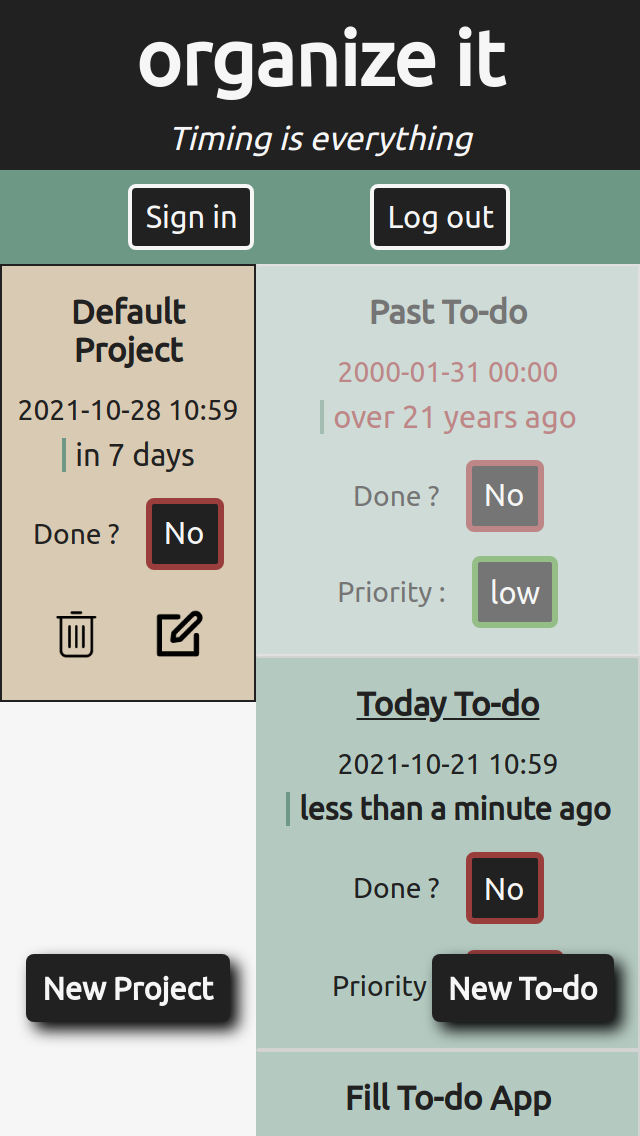 organize it
Timing is everything
Sign in
Log out
Default
Project
2021-10-28 10:59
in 7 days
Done ?
No
Past To-do
2000-01-31 00:00
over 21 years ago
Done ?
No
Priority :
low
Today To-do
2021-10-21 10:59
less than a minute ago
Done ?
No
Priority
New Project
New To-do
Fill To-do App